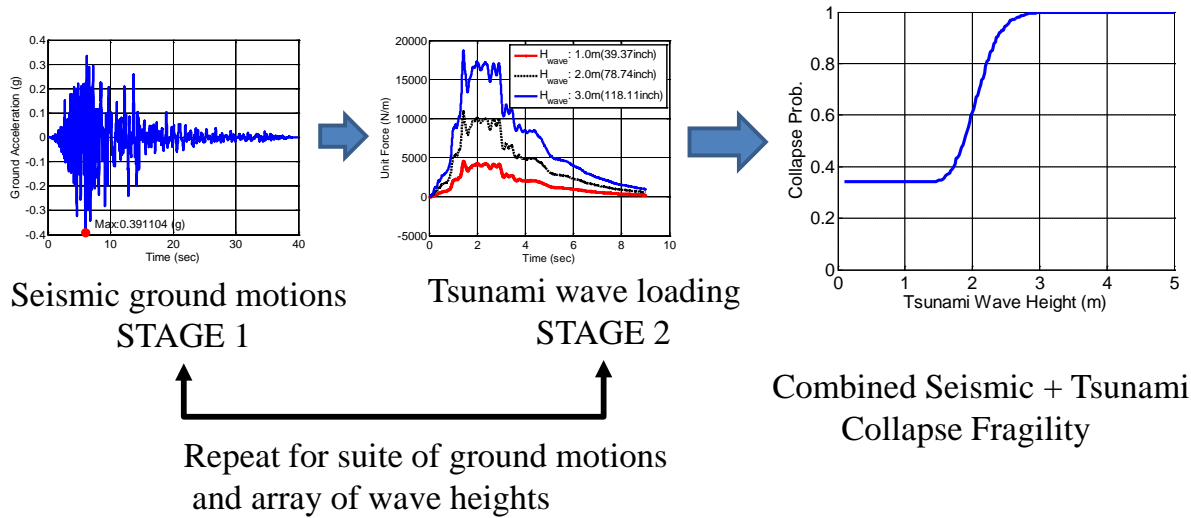 0.4
0.3
0.2
0.1
0
-0.1
-0.2
-0.3
-0.4
Ground Acceleration (g)
Max:0.391104 (g)
0 10 20 30 40
Time (sec)
Seismic ground motions
STAGE 1
20000
15000
10000
5000
0
-5000
Unit Force (N/m)
H_wave: 1.0m(39.37inch)
H_wave: 2.0m(78.74inch)
H_wave: 3.0m(118.11inch)
0 2 4 6 8 10
Time (sec)
Tsunami wave loading
STAGE 2
1
0.8
0.6
0.4
0.2
0
Collapse Prob.
0 1 2 3 4 5
Tsunami Wave Height (m)
Combined Seismic + Tsunami
Collapse Fragility
Repeat for suite of ground motions
and array of wave heights